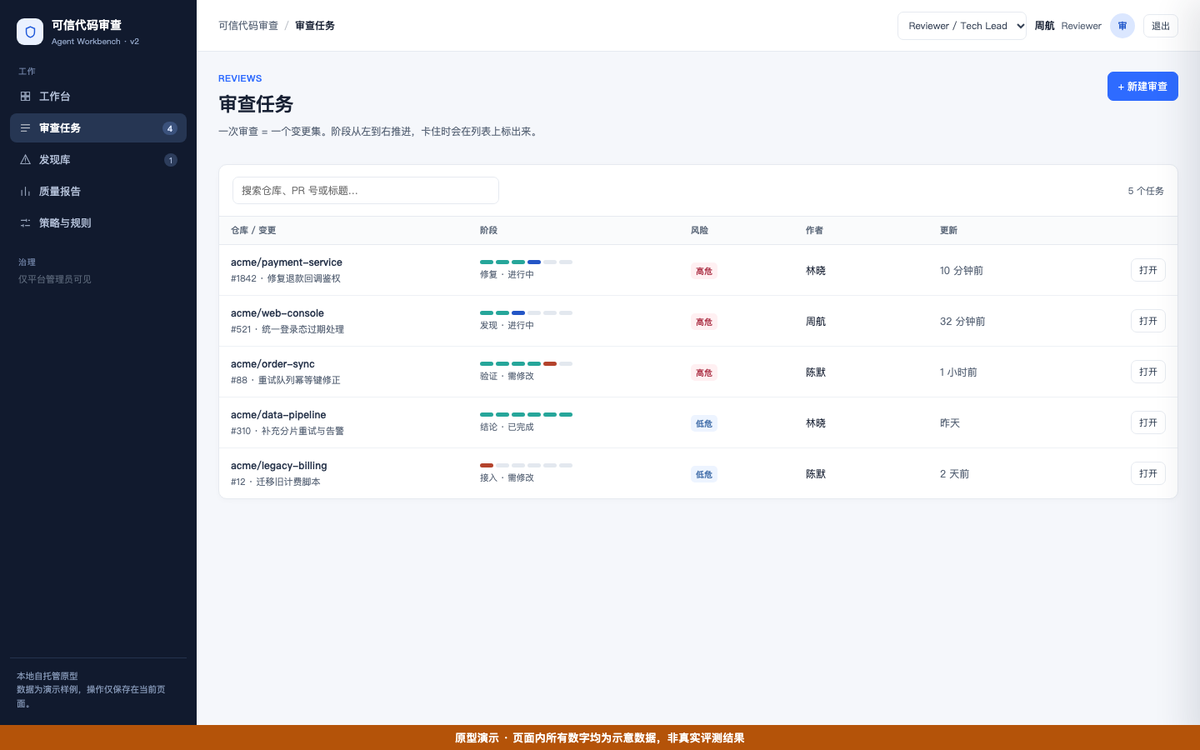 可信代码审查
Agent Workbench · v2
工作
工作台
审查任务 4
发现库 1
质量报告
策略与规则
治理
仅平台管理员可见
本地自托管原型
数据为演示样例，操作仅保存在当前页
面。
可信代码审查 / 审查任务
Reviewer / Tech Lead 周航 Reviewer 审 退出
REVIEWS
审查任务
一次审查 = 一个变更集。阶段从左到右推进，卡住时会在列表上标出来。
+ 新建审查
搜索仓库、PR 号或标题...
5 个任务
仓库 / 变更 阶段 风险 作者 更新
acme/payment-service
#1842 · 修复退款回调鉴权
修复 · 进行中
高危 林晓 10 分钟前 打开
acme/web-console
#521 · 统一登录态过期处理
发现 · 进行中
高危 周航 32 分钟前 打开
acme/order-sync
#88 · 重试队列幂等键修正
验证 · 需修改
高危 陈默 1 小时前 打开
acme/data-pipeline
#310 · 补充分片重试与告警
结论 · 已完成
低危 林晓 昨天 打开
acme/legacy-billing
#12 · 迁移旧计费脚本
接入 · 需修改
低危 陈默 2 天前 打开
原型演示 · 页面内所有数字均为示意数据，非真实评测结果